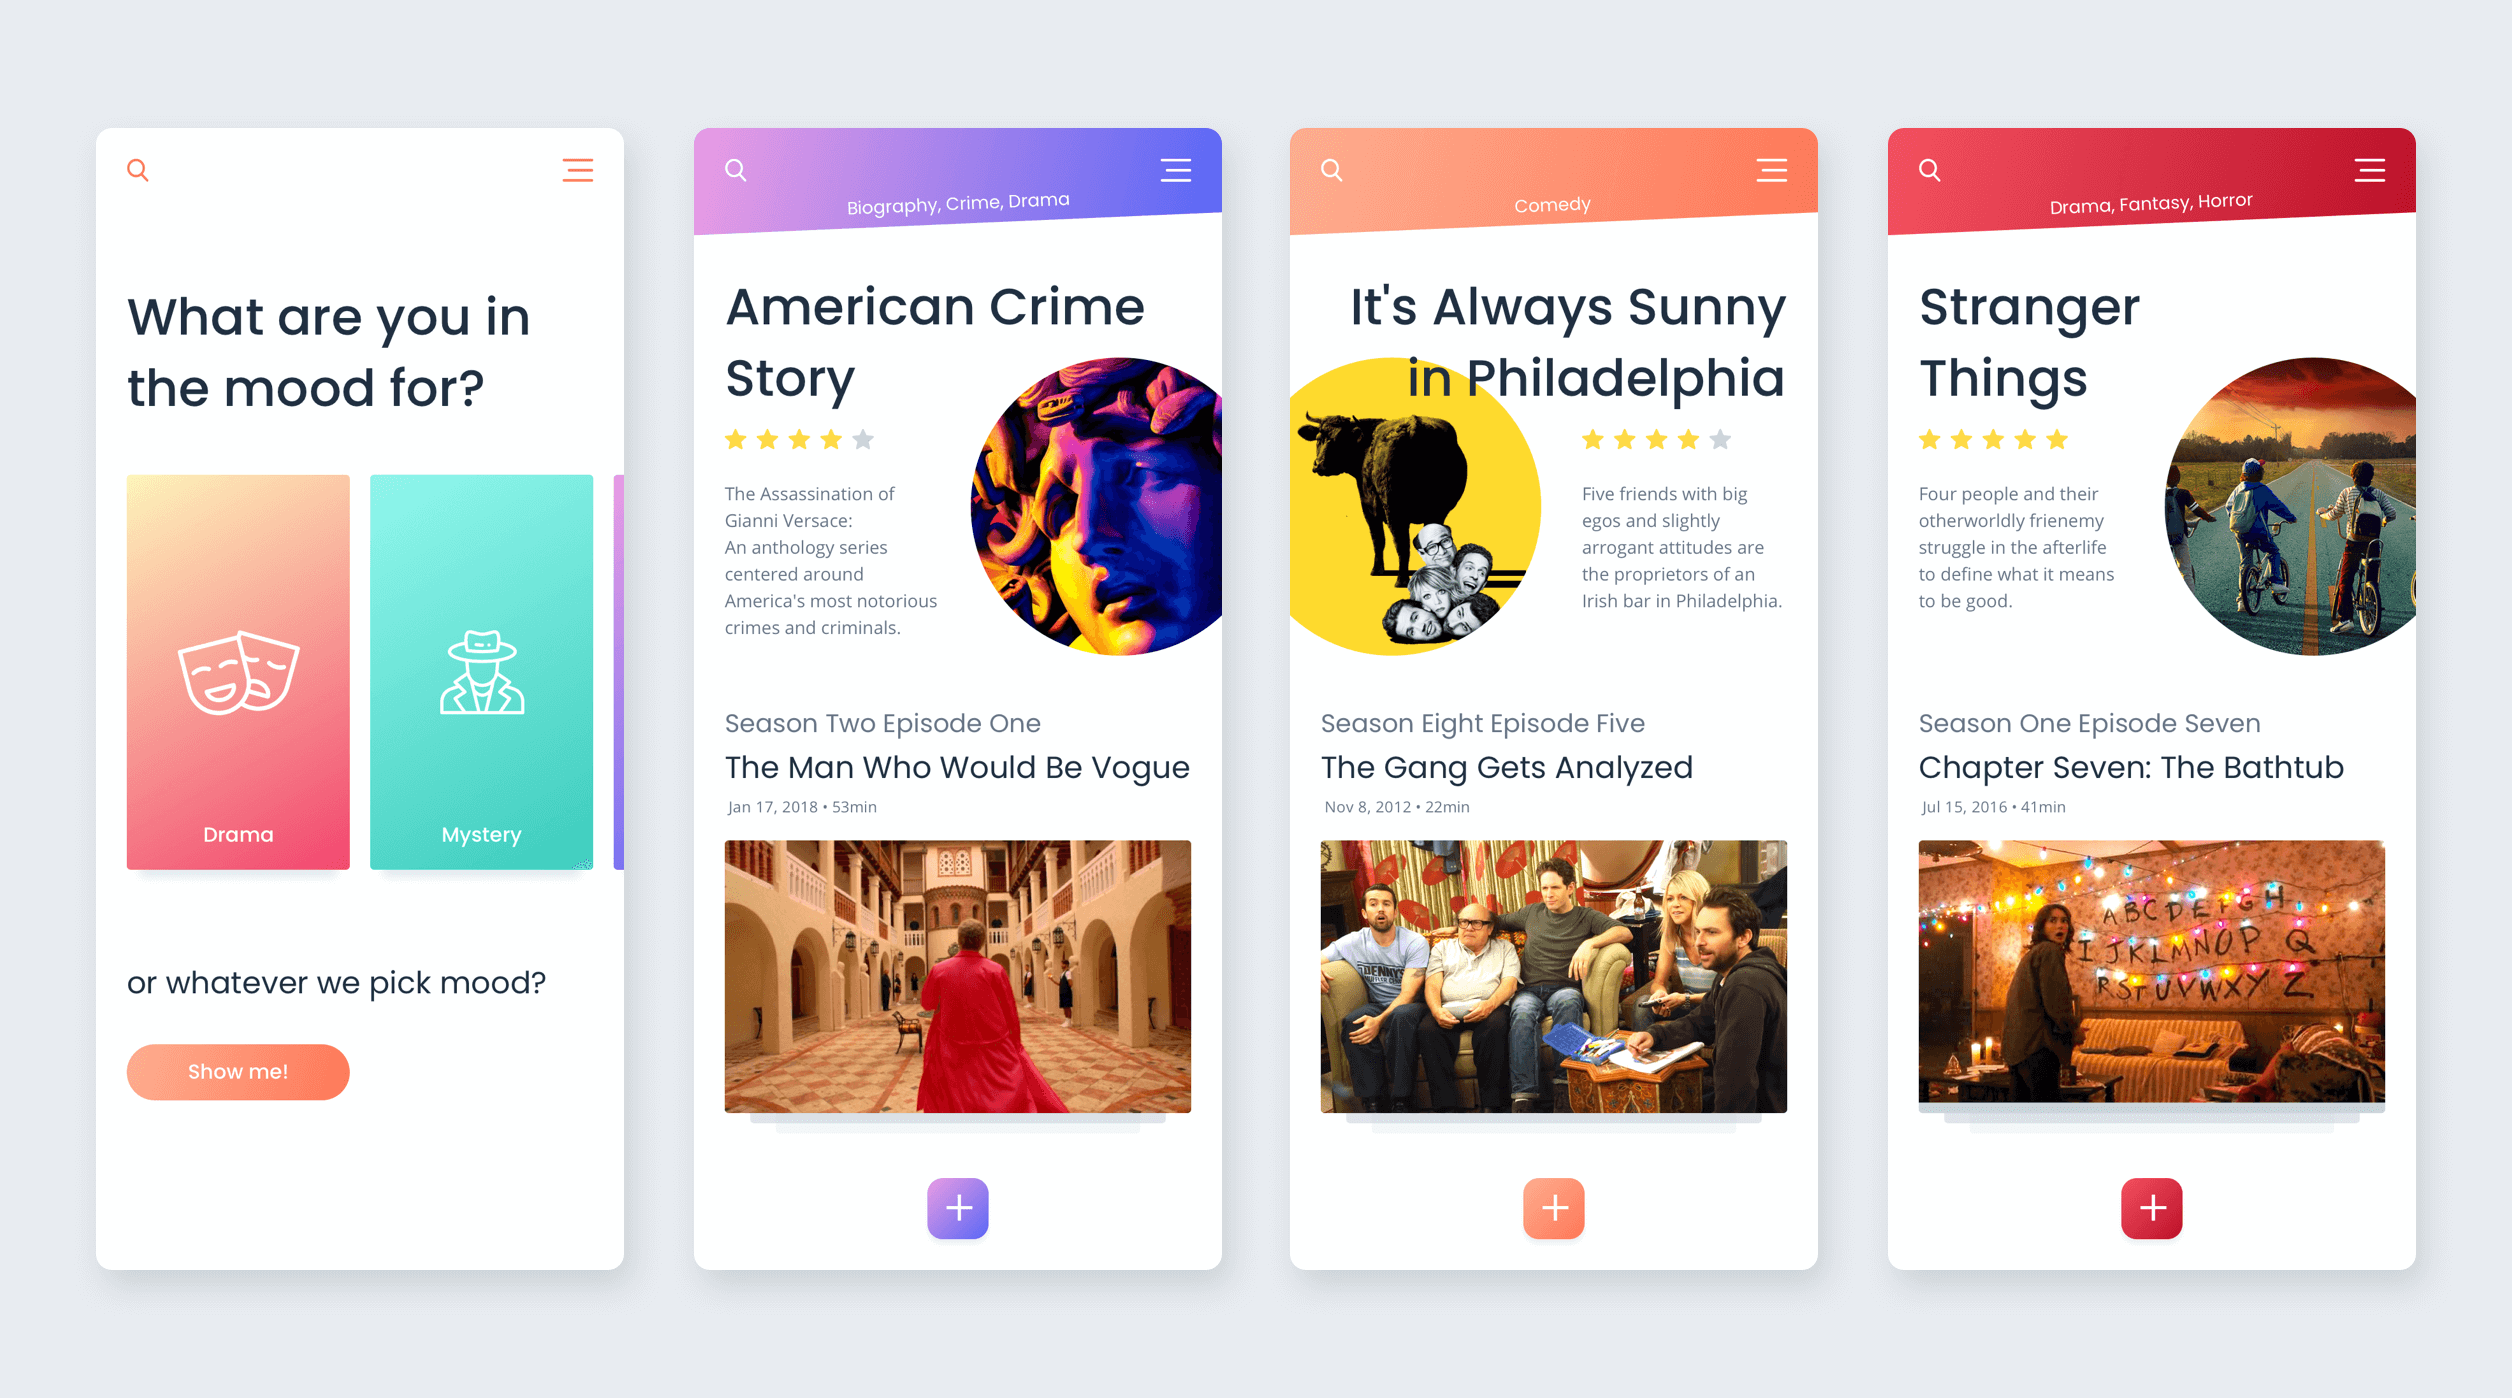 What are you in
the mood for?
Drama
Mystery
or whatever we pick mood?
Show me!
Biography, Crime, Drama
American Crime
Story
The Assassination of
Gianni Versace:
An anthology series
centered around
America's most notorious
crimes and criminals.
Season Two Episode One
The Man Who Would Be Vogue
Jan 17, 2018 • 53min
Comedy
It's Always Sunny
in Philadelphia
Five friends with big
egos and slightly
arrogant attitudes are
the proprietors of an
Irish bar in Philadelphia.
Season Eight Episode Five
The Gang Gets Analyzed
Nov 8, 2012 • 22min
DENNY'S
Drama, Fantasy, Horror
Stranger
Things
Four people and their
otherworldly frienemy
struggle in the afterlife
to define what it means
to be good.
Season One Episode Seven
Chapter Seven: The Bathtub
Jul 15, 2016 • 41min
ABCDEFGH
IJKLMNOPQ
RSTUVWXYZ